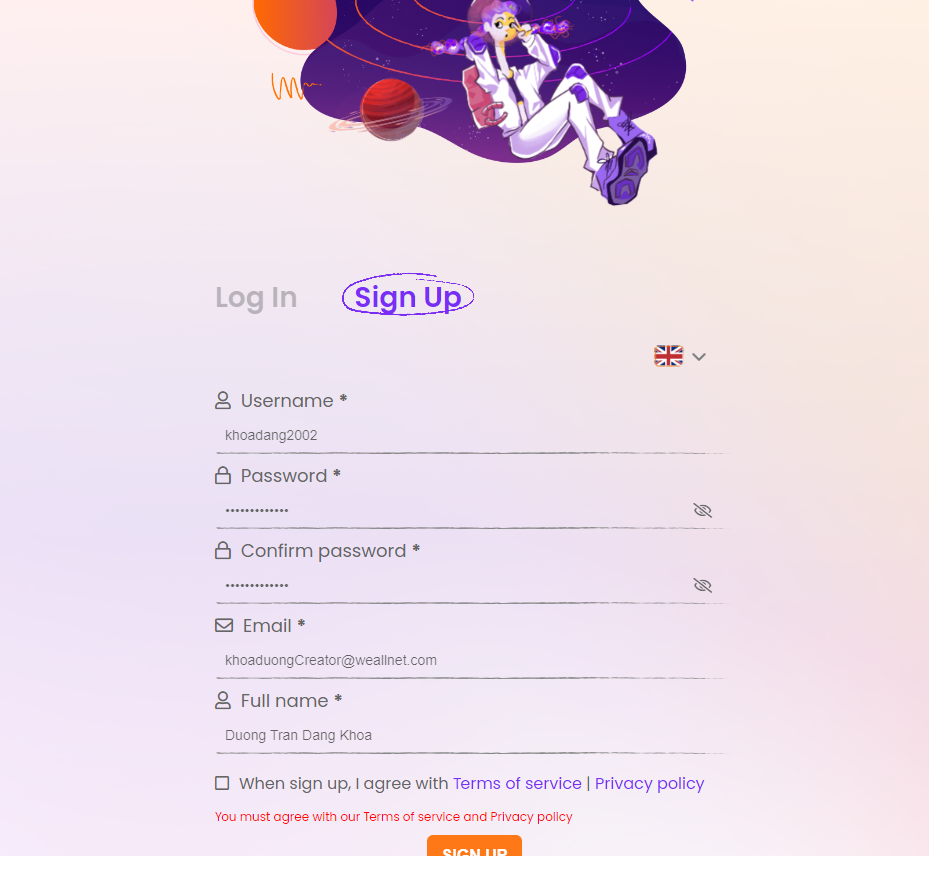 Log In Sign Up
Username *
khoadang2002
Password *
•••••••••••••
Confirm password *
•••••••••••••
Email *
khoaduongCreator@weallnet.com
Full name *
Duong Tran Dang Khoa
When sign up, I agree with Terms of service | Privacy policy
You must agree with our Terms of service and Privacy policy
SIGN UP